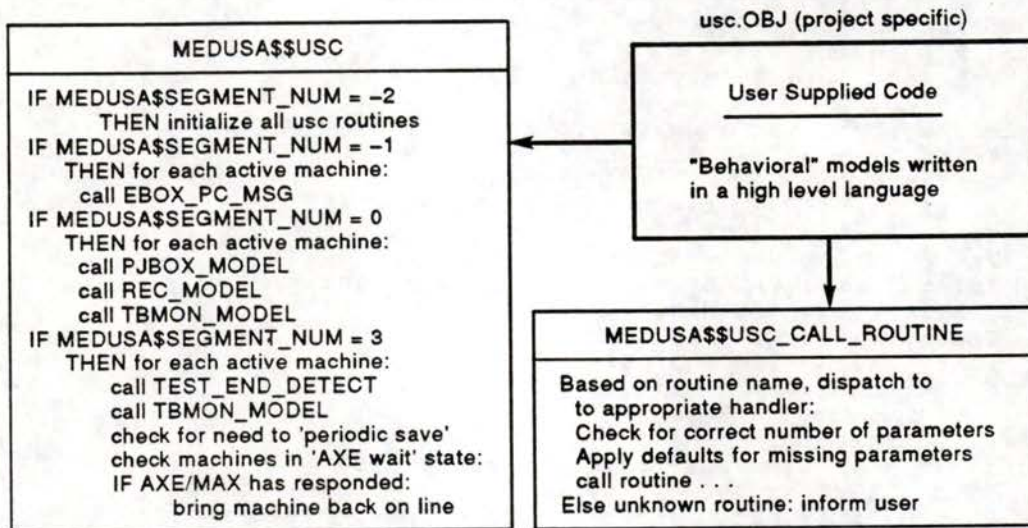 usc.OBJ (project specific)
MEDUSA$$USC
IF MEDUSA$SEGMENT_NUM = -2
THEN initialize all usc routines
IF MEDUSA$SEGMENT_NUM = -1
THEN for each active machine:
call EBOX_PC_MSG
IF MEDUSA$SEGMENT_NUM = 0
THEN for each active machine:
call PJBOX_MODEL
call REC_MODEL
call TBMON_MODEL
IF MEDUSA$SEGMENT_NUM = 3
THEN for each active machine:
call TEST_END_DETECT
call TBMON_MODEL
check for need to 'periodic save'
check machines in 'AXE wait' state:
IF AXE/MAX has responded:
bring machine back on line
User Supplied Code
"Behavioral" models written
in a high level language
MEDUSA$$USC_CALL_ROUTINE
Based on routine name, dispatch to
to appropriate handler:
Check for correct number of parameters
Apply defaults for missing parameters
call routine . . .
Else unknown routine: inform user